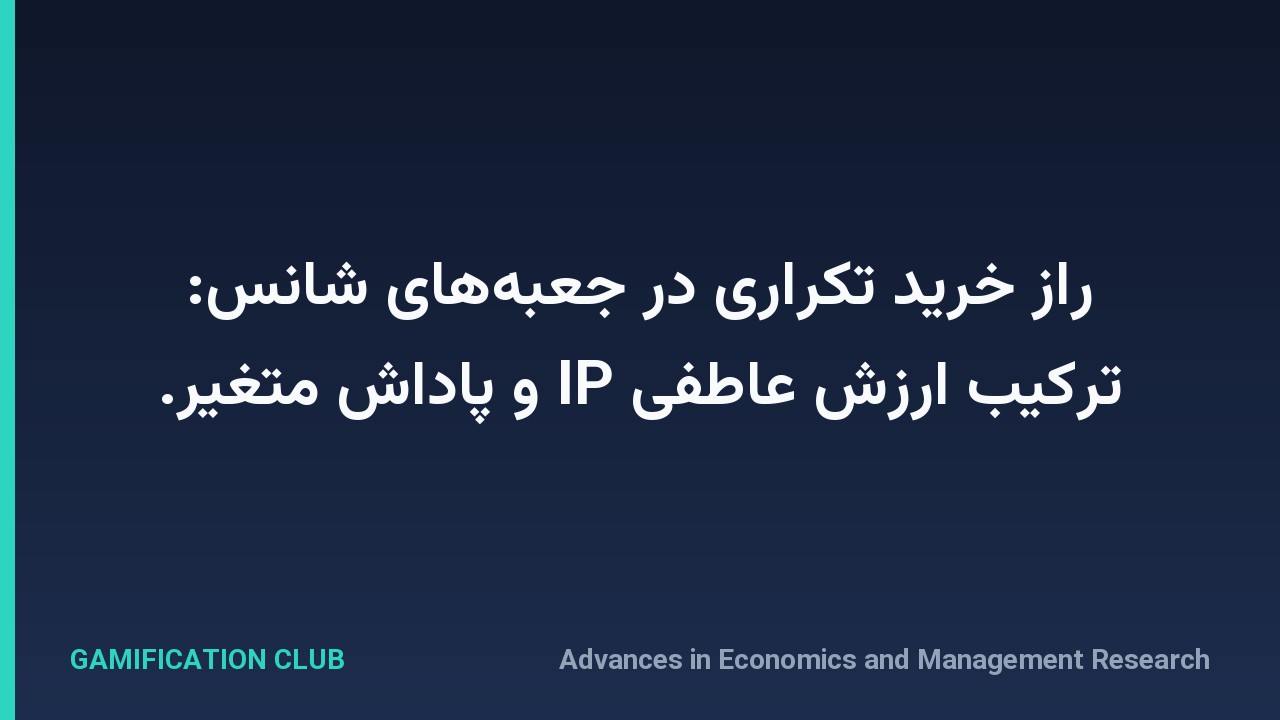 راز خرید تکراری در جعبه‌های شانس:
ترکیب ارزش عاطفی IP و پاداش متغیر.
GAMIFICATION CLUB
Advances in Economics and Management Research